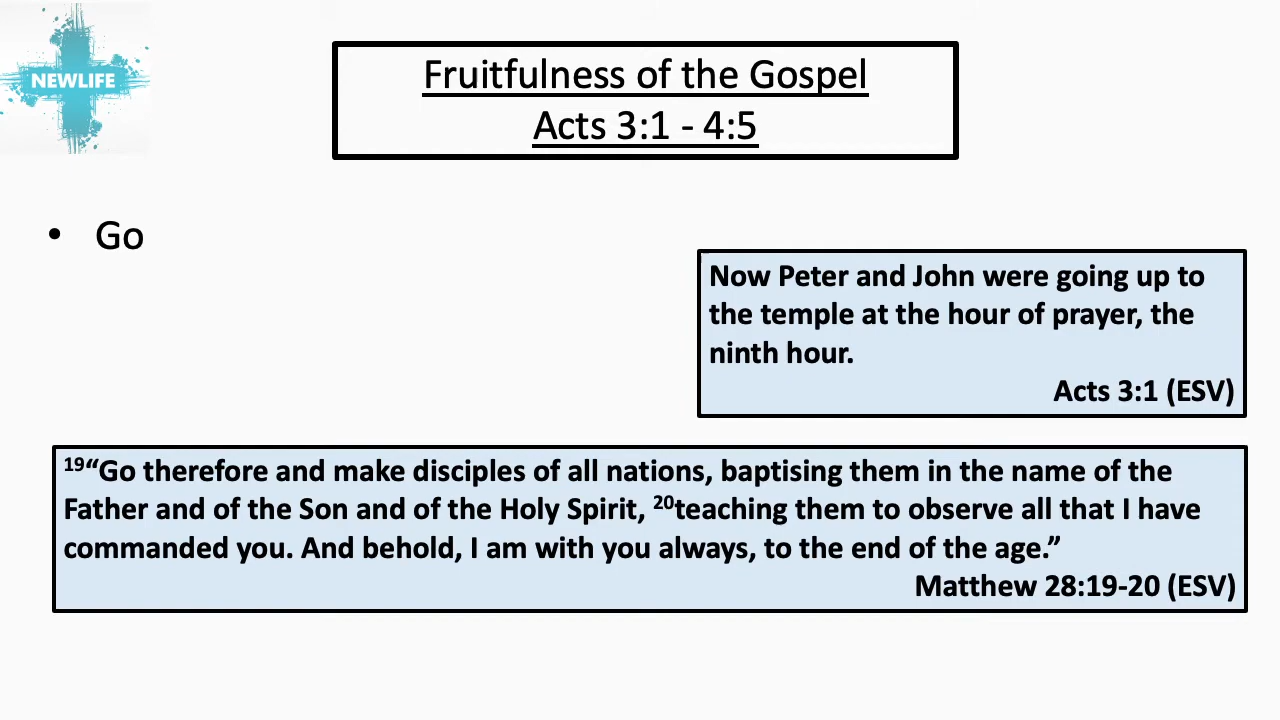 NEWLIFE
Fruitfulness of the Gospel
Acts 3:1 - 4:5
• Go
Now Peter and John were going up to
the temple at the hour of prayer, the
ninth hour.
Acts 3:1 (ESV)
19“Go therefore and make disciples of all nations, baptising them in the name of the
Father and of the Son and of the Holy Spirit, 20teaching them to observe all that I have
commanded you. And behold, I am with you always, to the end of the age.”
Matthew 28:19-20 (ESV)